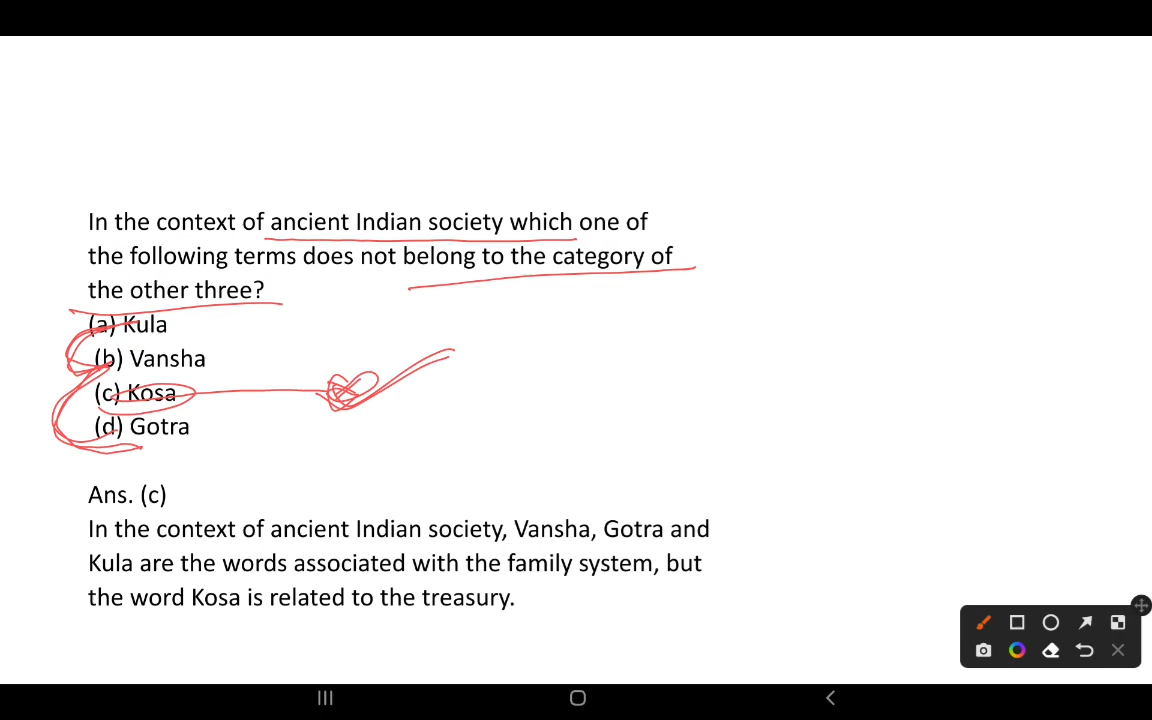 In the context of ancient Indian society which one of
the following terms does not belong to the category of
the other three?
(a) Kula
(b) Vansha
(c) Kosa
(d) Gotra
Ans. (c)
In the context of ancient Indian society, Vansha, Gotra and
Kula are the words associated with the family system, but
the word Kosa is related to the treasury.